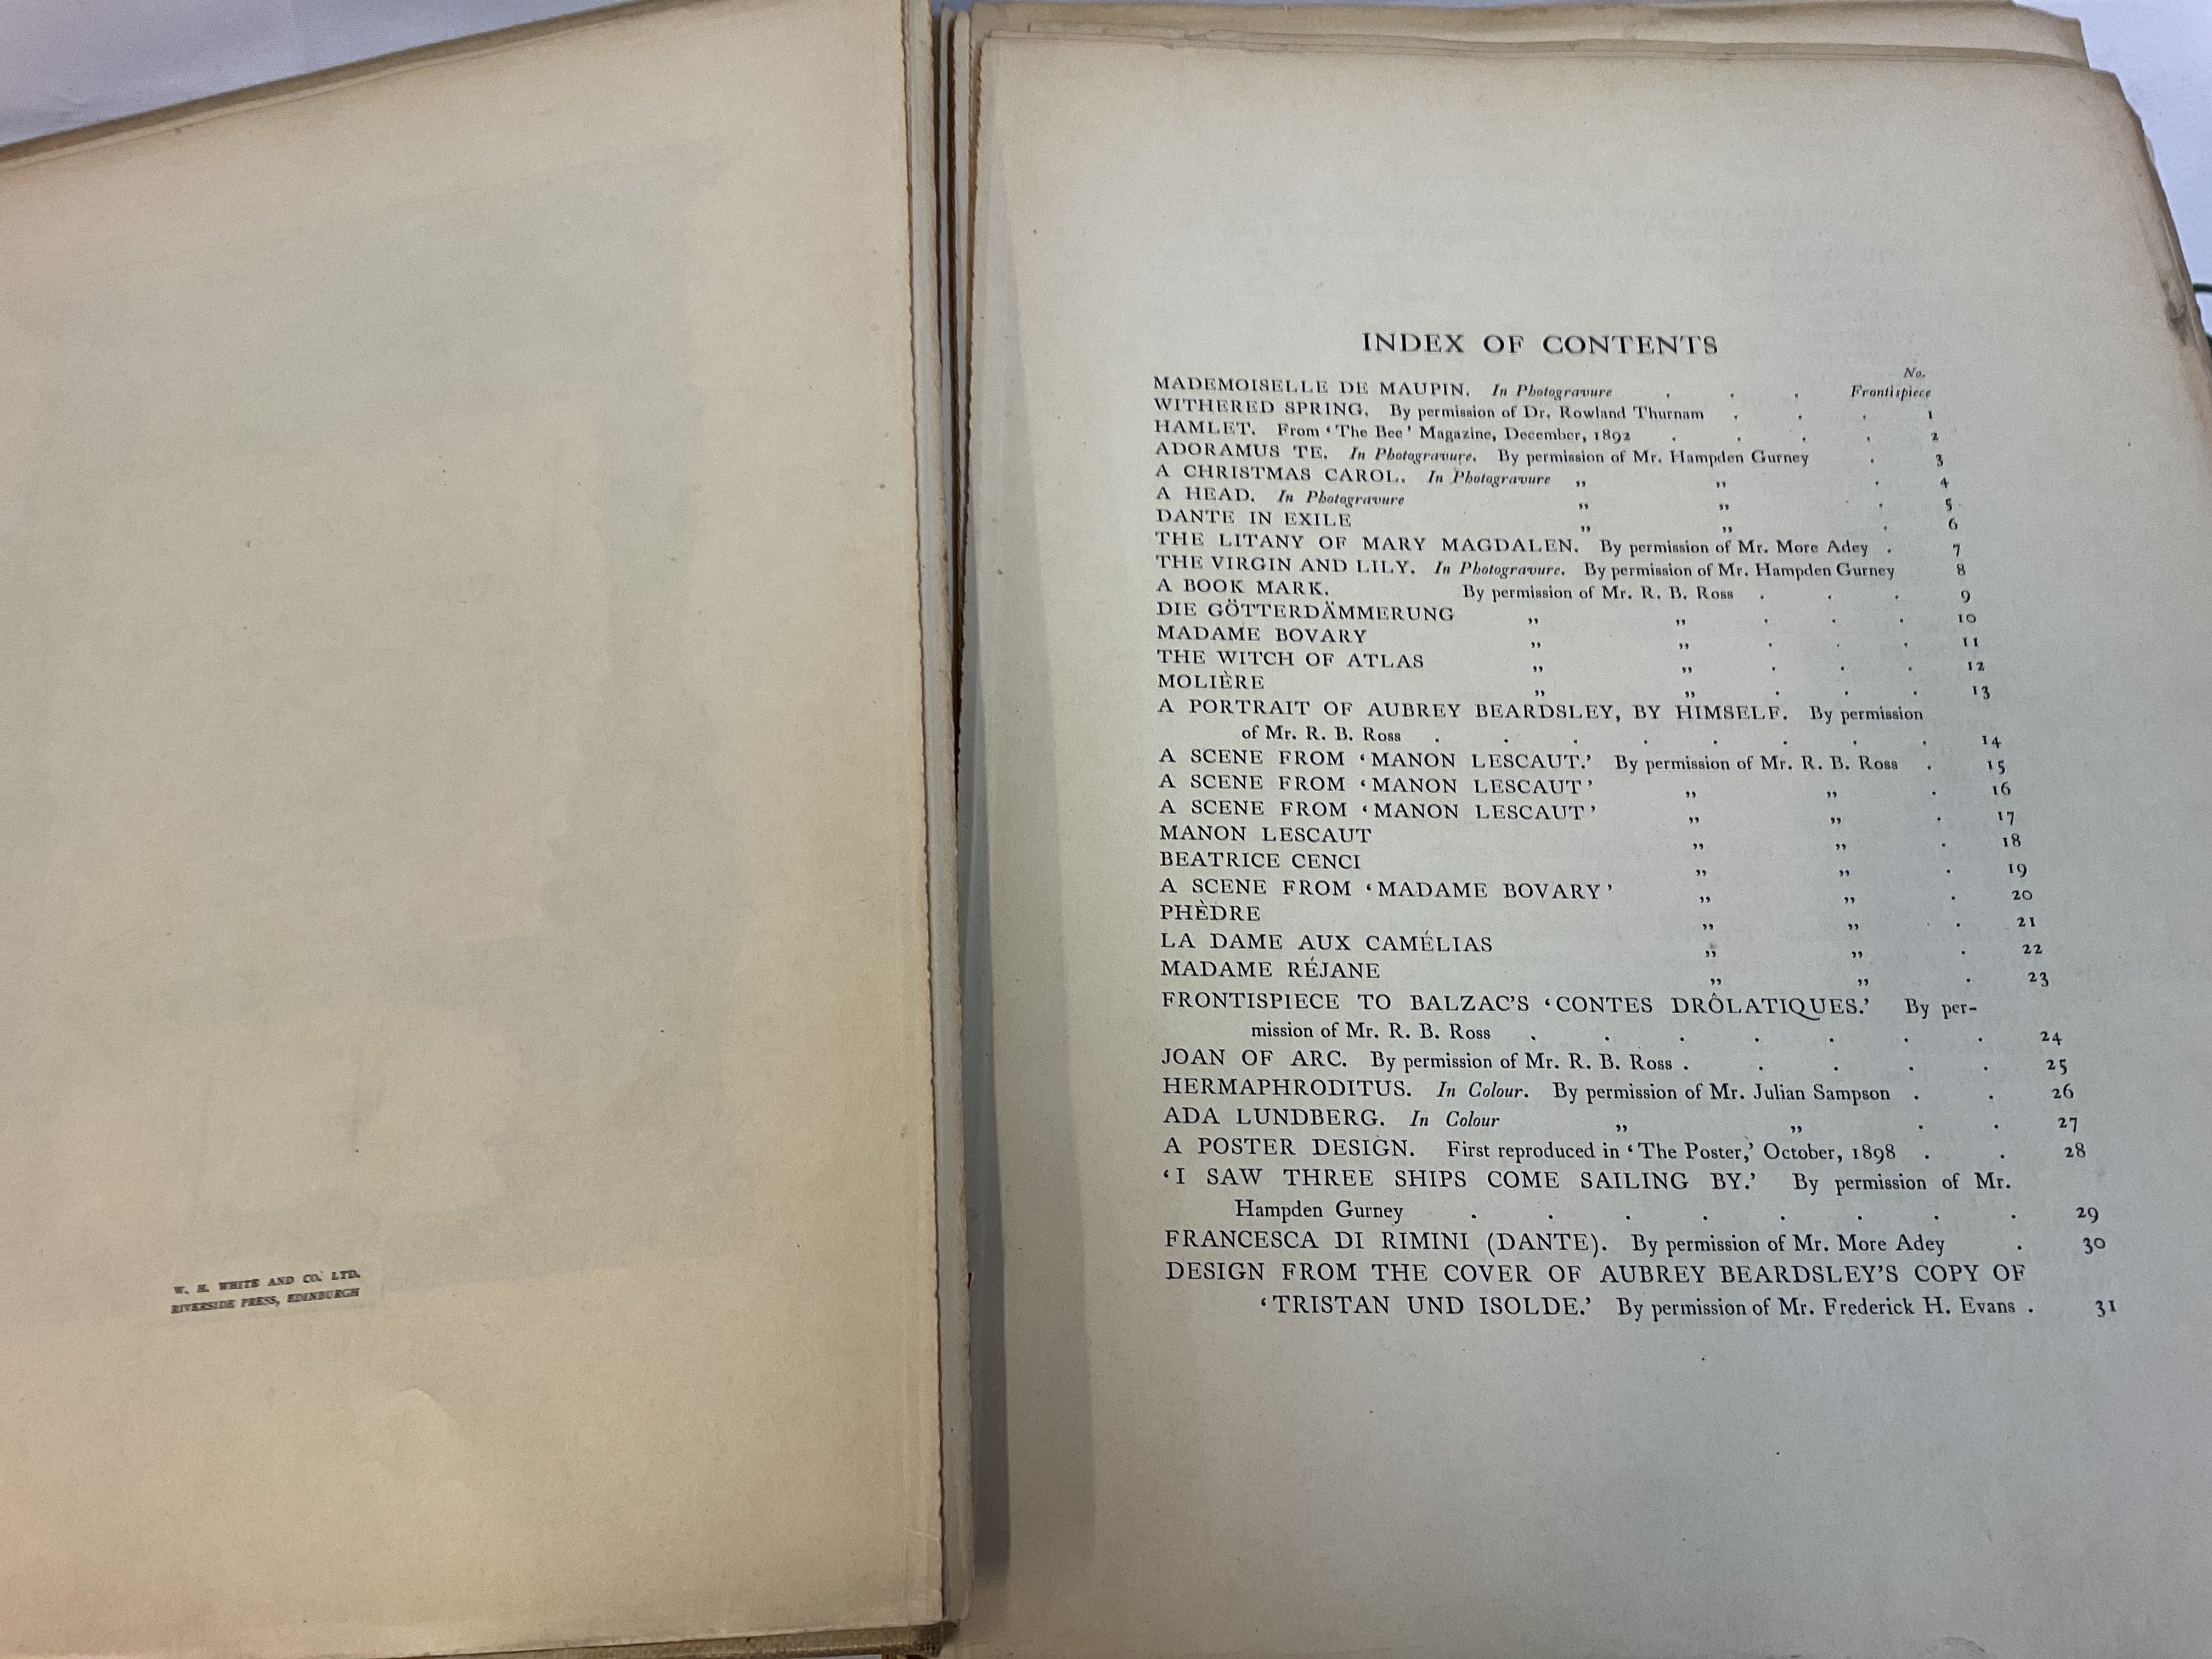 W. H. WHITE AND CO. LTD.
RIVERSIDE PRESS, EDINBURGH
INDEX OF CONTENTS
No.
MADEMOISELLE DE MAUPIN. In Photogravure . . . Frontispiece
WITHERED SPRING. By permission of Dr. Rowland Thurnam . . . 1
HAMLET. From ‘The Bee’ Magazine, December, 1892 . . . . 2
ADORAMUS TE. In Photogravure. By permission of Mr. Hampden Gurney . 3
A CHRISTMAS CAROL. In Photogravure ,, ,, . 4
A HEAD. In Photogravure ,, ,, . 5
DANTE IN EXILE ,, ,, . 6
THE LITANY OF MARY MAGDALEN. By permission of Mr. More Adey . 7
THE VIRGIN AND LILY. In Photogravure. By permission of Mr. Hampden Gurney 8
A BOOK MARK. By permission of Mr. R. B. Ross . . . 9
DIE GÖTTERDÄMMERUNG ,, ,, . . . 10
MADAME BOVARY ,, ,, . . . 11
THE WITCH OF ATLAS ,, ,, . . . 12
MOLIÈRE ,, ,, . . . 13
A PORTRAIT OF AUBREY BEARDSLEY, BY HIMSELF. By permission
of Mr. R. B. Ross . . . . . . . . 14
A SCENE FROM ‘MANON LESCAUT.’ By permission of Mr. R. B. Ross . 15
A SCENE FROM ‘MANON LESCAUT’ ,, ,, . 16
A SCENE FROM ‘MANON LESCAUT’ ,, ,, . 17
MANON LESCAUT ,, ,, . 18
BEATRICE CENCI ,, ,, . 19
A SCENE FROM ‘MADAME BOVARY’ ,, ,, . 20
PHÈDRE ,, ,, . 21
LA DAME AUX CAMÉLIAS ,, ,, . 22
MADAME RÉJANE ,, ,, . 23
FRONTISPIECE TO BALZAC’S ‘CONTES DRÔLATIQUES.’ By per-
mission of Mr. R. B. Ross . . . . . . . 24
JOAN OF ARC. By permission of Mr. R. B. Ross . . . . . 25
HERMAPHRODITUS. In Colour. By permission of Mr. Julian Sampson . . 26
ADA LUNDBERG. In Colour ,, ,, . . 27
A POSTER DESIGN. First reproduced in ‘The Poster,’ October, 1898 . . 28
‘I SAW THREE SHIPS COME SAILING BY.’ By permission of Mr.
Hampden Gurney . . . . . . . . 29
FRANCESCA DI RIMINI (DANTE). By permission of Mr. More Adey . 30
DESIGN FROM THE COVER OF AUBREY BEARDSLEY’S COPY OF
‘TRISTAN UND ISOLDE.’ By permission of Mr. Frederick H. Evans . 31